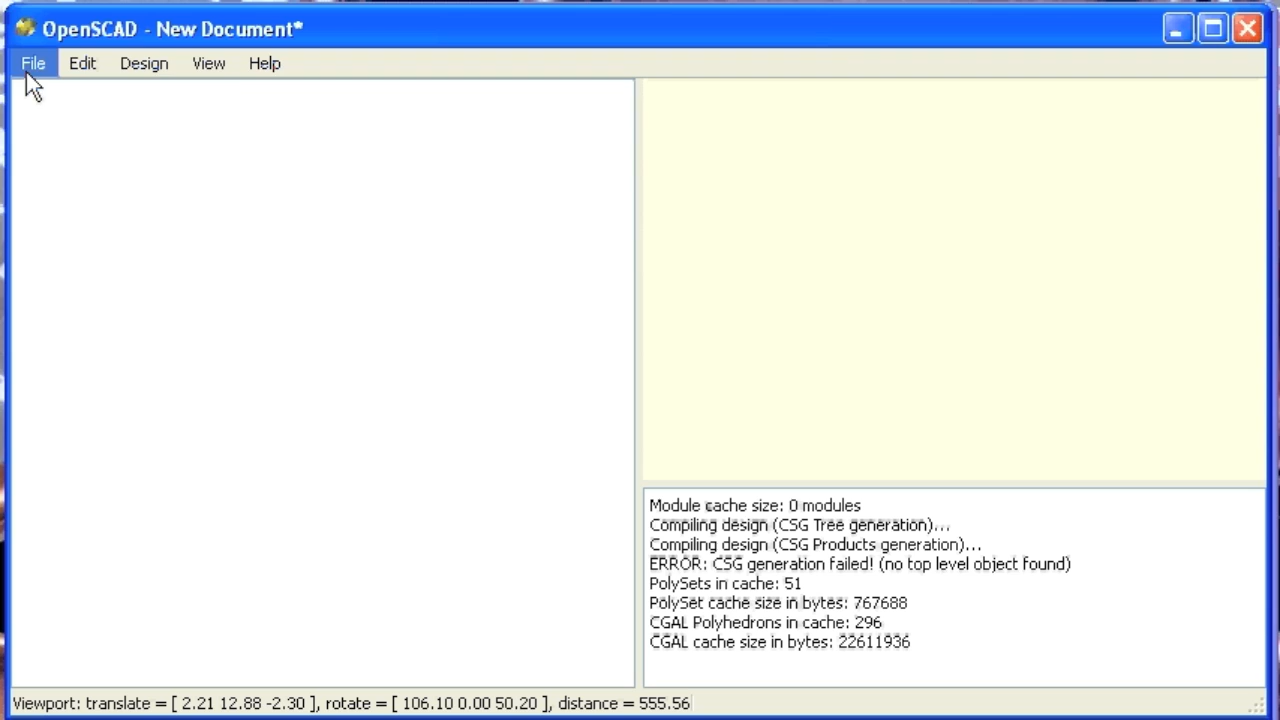 OpenSCAD - New Document*
File Edit Design View Help
Module cache size: 0 modules
Compiling design (CSG Tree generation)...
Compiling design (CSG Products generation)...
ERROR: CSG generation failed! (no top level object found)
PolySets in cache: 51
PolySet cache size in bytes: 767688
CGAL Polyhedrons in cache: 296
CGAL cache size in bytes: 22611936
Viewport: translate = [ 2.21 12.88 -2.30 ], rotate = [ 106.10 0.00 50.20 ], distance = 555.56